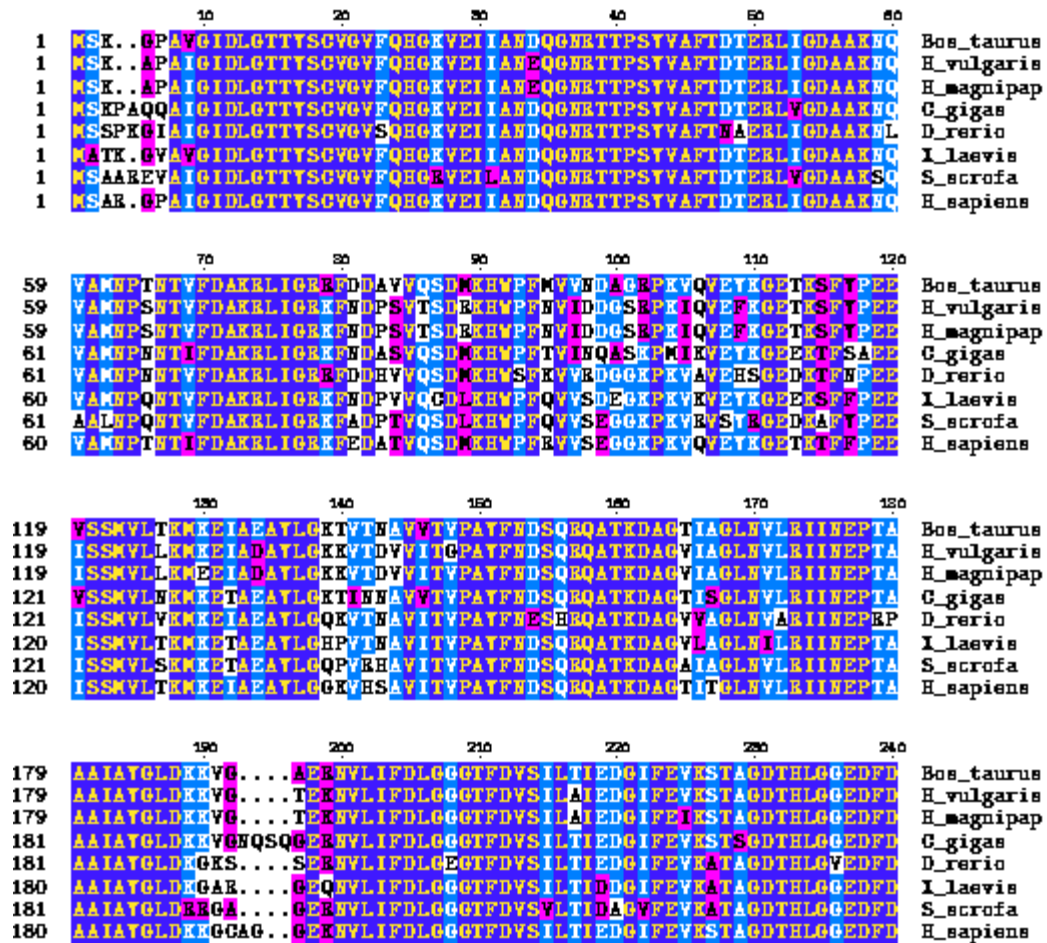 10 20 30 40 50 60
1 MSK..GPAVGIDLGTTYSCVGVFQHGKVEIIANDQGNRTTPSYVAFTDTERLIGDAAKNQ Bos_taurus
1 MSK..APAIGIDLGTTYSCVGVFQHGKVEIIANEQGNRTTPSYVAFTDTERLIGDAAKNQ H_vulgaris
1 MSK..APAIGIDLGTTYSCVGVFQHGKVEIIANEQGNRTTPSYVAFTDTERLIGDAAKNQ H_magnipap
1 MSKPAQQAIGIDLGTTYSCVGVFQHGKVEIIANDQGNRTTPSYVAFTDTERLVGDAAKNQ C_gigas
1 MSSPKGIAIGIDLGTTYSCVGVSQHGKVEIIANDQGNRTTPSYVAFTNAERLIGDAAKNL D_rerio
1 MATK.GVAVGIDLGTTYSCVGVFQHGKVEIIANDQGNRTTPSYVAFTDTERLIGDAAKNQ X_laevis
1 MSAAREVAIGIDLGTTYSCVGVFQHGRVEILANDQGNRTTPSYVAFTDTERLVGDAAKSQ S_scrofa
1 MSAR.GPAIGIDLGTTYSCVGVFQHGKVEIIANDQGNRTTPSYVAFTDTERLIGDAAKNQ H_sapiens
70 80 90 100 110 120
59 VAMNPTNTVFDAKRLIGRRFDDAVVQSDMKHWPFMVVNDAGRPKVQVEYKGETKSFYPEE Bos_taurus
59 VAMNPSNTVFDAKRLIGRKFNDPSVTSDRKHWPFNVIDDGSRPKIQVEFKGETKSFYPEE H_vulgaris
59 VAMNPSNTVFDAKRLIGRKFNDPSVTSDRKHWPFNVIDDGSRPKIQVEFKGETKSFYPEE H_magnipap
61 VAMNPNNTIFDAKRLIGRKFNDASVQSDMKHWPFTVINQASKPMIKVEYKGEEKTFSAEE C_gigas
61 VAMNPNNTVFDAKRLIGRRFDDHVVQSDMKHWSFKVVRDGGKPKVAVEHSGEDKTFNPEE D_rerio
60 VAMNPQNTVFDAKRLIGRKFNDPVVQCDLKHWPFQVVSDEGKPKVKVEYKGEEKSFFPEE X_laevis
61 AALNPQNTVFDAKRLIGRKFADPTVQSDLKHWPFQVVSEGGKPKVRVSYRGEDKAFYPEE S_scrofa
60 VAMNPTNTIFDAKRLIGRKFEDATVQSDMKHWPFRVVSEGGKPKVQVEYKGETKTFFPEE H_sapiens
130 140 150 160 170 180
119 VSSMVLTKMKEIAEAYLGKTVTNAVVTVPAYFNDSQRQATKDAGTIAGLNVLRIINEPTA Bos_taurus
119 ISSMVLLKMKEIADAYLGKKVTDVVITGPAYFNDSQRQATKDAGVIAGLNVLRIINEPTA H_vulgaris
119 ISSMVLLKMEEIADAYLGKKVTDVVITVPAYFNDSQRQATKDAGVIAGLNVLRIINEPTA H_magnipap
121 VSSMVLNKMKETAEAYLGKTINNAVVTVPAYFNDSQRQATKDAGTISGLNVLRIINEPTA C_gigas
121 ISSMVLVKMKEIAEAYLGQKVTNAVITVPAYFNESHRQATKDAGVVAGLNVARIINEPRP D_rerio
120 ISSMVLTKMKETAEAYLGHPVTNAVITVPAYFNDSQRQATKDAGVLAGLNILRIINEPTA X_laevis
121 ISSMVLSKMKETAEAYLGQPVRHAVITVPAYFNDSQRQATKDAGAIAGLNVLRIINEPTA S_scrofa
120 ISSMVLTKMKEIAEAYLGGKVHSAVITVPAYFNDSQRQATKDAGTITGLNVLRIINEPTA H_sapiens
190 200 210 220 230 240
179 AAIAYGLDKKVG....AERNVLIFDLGGGTFDVSILTIEDGIFEVKSTAGDTHLGGEDFD Bos_taurus
179 AAIAYGLDKKVG....TEKNVLIFDLGGGTFDVSILAIEDGIFEVKSTAGDTHLGGEDFD H_vulgaris
179 AAIAYGLDKKVG....TEKNVLIFDLGGGTFDVSILAIEDGIFEIKSTAGDTHLGGEDFD H_magnipap
181 AAIAYGLDKKVGNQSQGERNVLIFDLGGGTFDVSILTIEDGIFEVKSTSGDTHLGGEDFD C_gigas
181 AAIAYGLDKGKS....SERNVLIFDLGEGTFDVSILTIEDGIFEVKATAGDTHLGVEDFD D_rerio
180 AAIAYGLDKGAR....GEQNVLIFDLGGGTFDVSILTIDDGIFEVKATAGDTHLGGEDFD X_laevis
181 AAIAYGLDRRGA....GERNVLIFDLGGGTFDVSVLTIDAGVFEVKATAGDTHLGGEDFD S_scrofa
180 AAIAYGLDKKGCAG..GEKNVLIFDLGGGTFDVSILTIEDGIFEVKSTAGDTHLGGEDFD H_sapiens